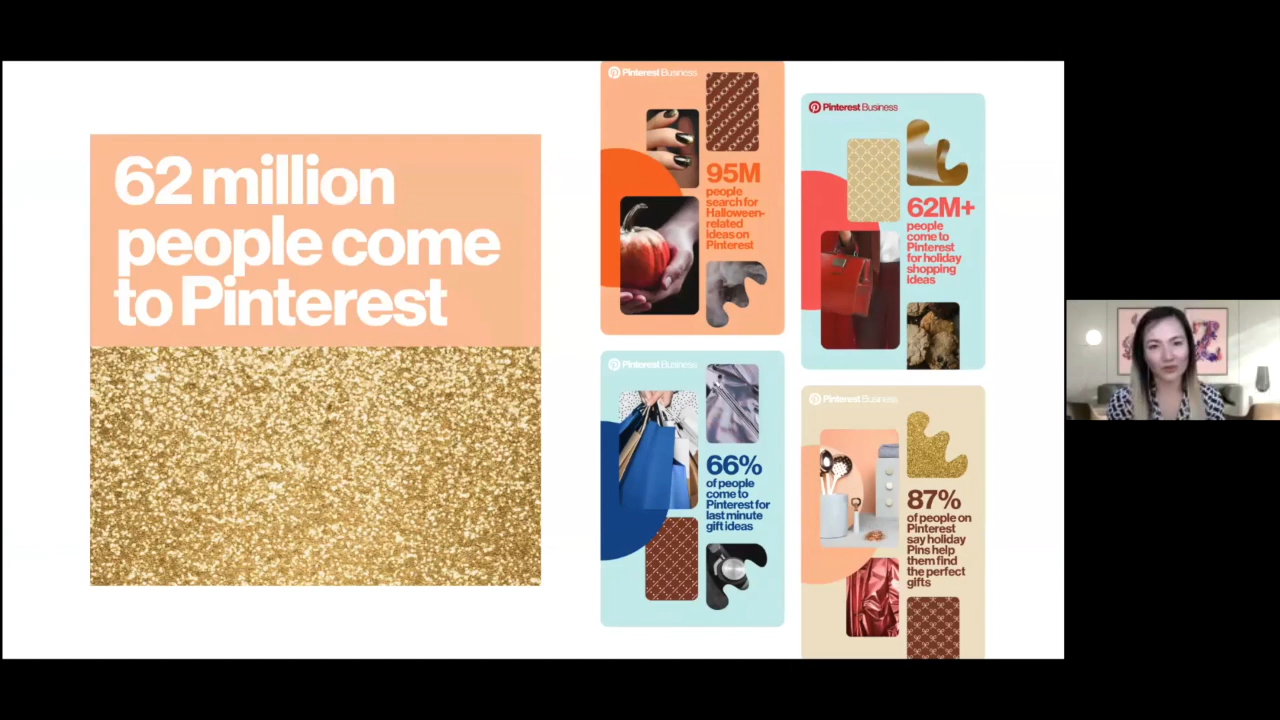 62 million
people come
to Pinterest
Pinterest Business
95M
people
search for
Halloween-
related
ideas on
Pinterest
Pinterest Business
62M+
people
come to
Pinterest
for holiday
shopping
ideas
Pinterest Business
66%
of people
come to
Pinterest for
last minute
gift ideas
Pinterest Business
87%
of people on
Pinterest
say holiday
Pins help
them find
the perfect
gifts